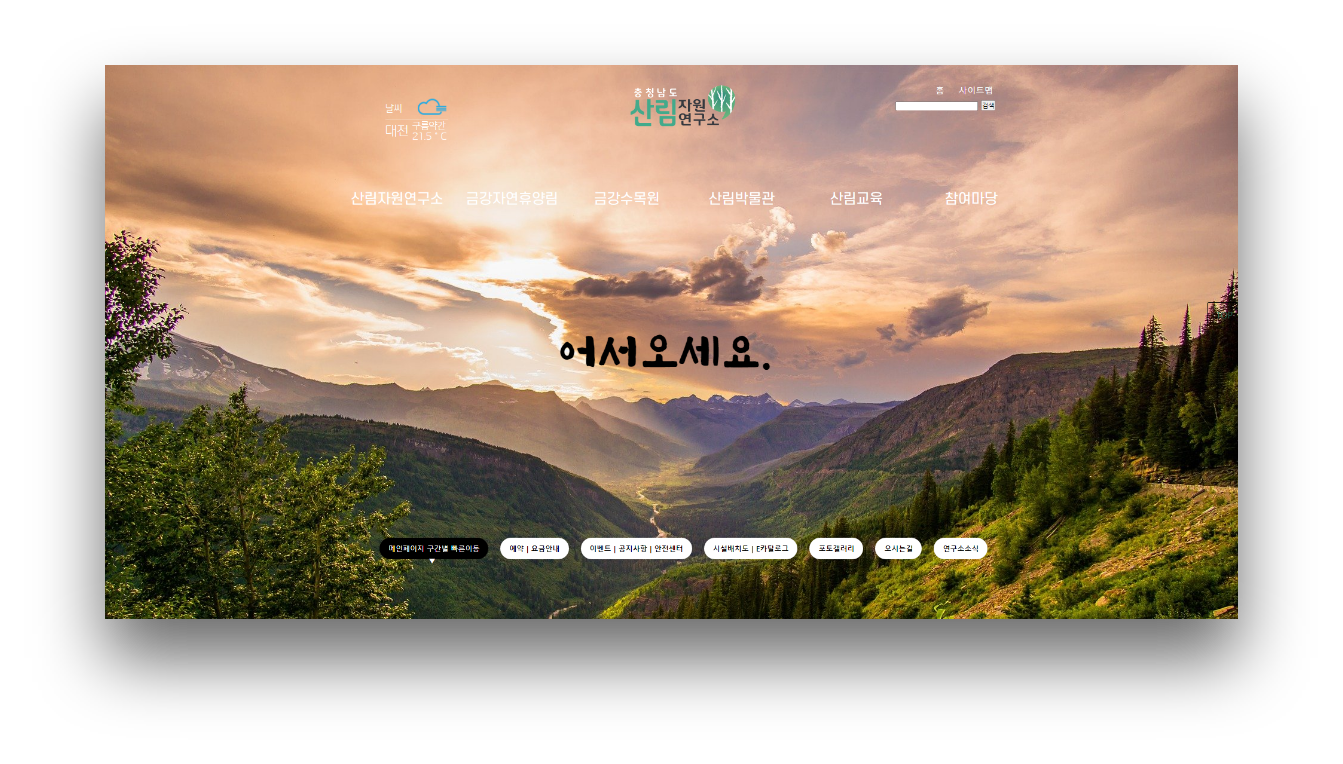 날씨
대전 구름약간
21.5 ° C
충청남도
산림자원
연구소
홈 사이트맵
검색
산림자원연구소 금강자연휴양림 금강수목원 산림박물관 산림교육 참여마당
어서오세요.
메인페이지 구간별 빠른이동 예약 | 요금안내 이벤트 | 공지사항 | 안전센터 시설배치도 | E카탈로그 포토갤러리 오시는길 연구소소식